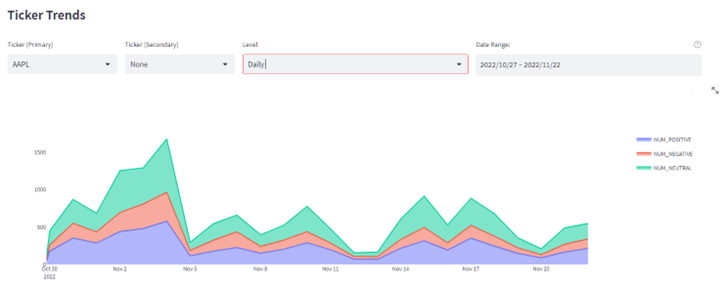 Ticker Trends
Ticker (Primary)
Ticker (Secondary)
Level
Date Range:
AAPL
None
Daily
2022/10/27 – 2022/11/22
1500
1000
500
0
Oct 30
2022
Nov 2
Nov 5
Nov 8
Nov 11
Nov 14
Nov 17
Nov 20
NUM_POSITIVE
NUM_NEGATIVE
NUM_NEUTRAL